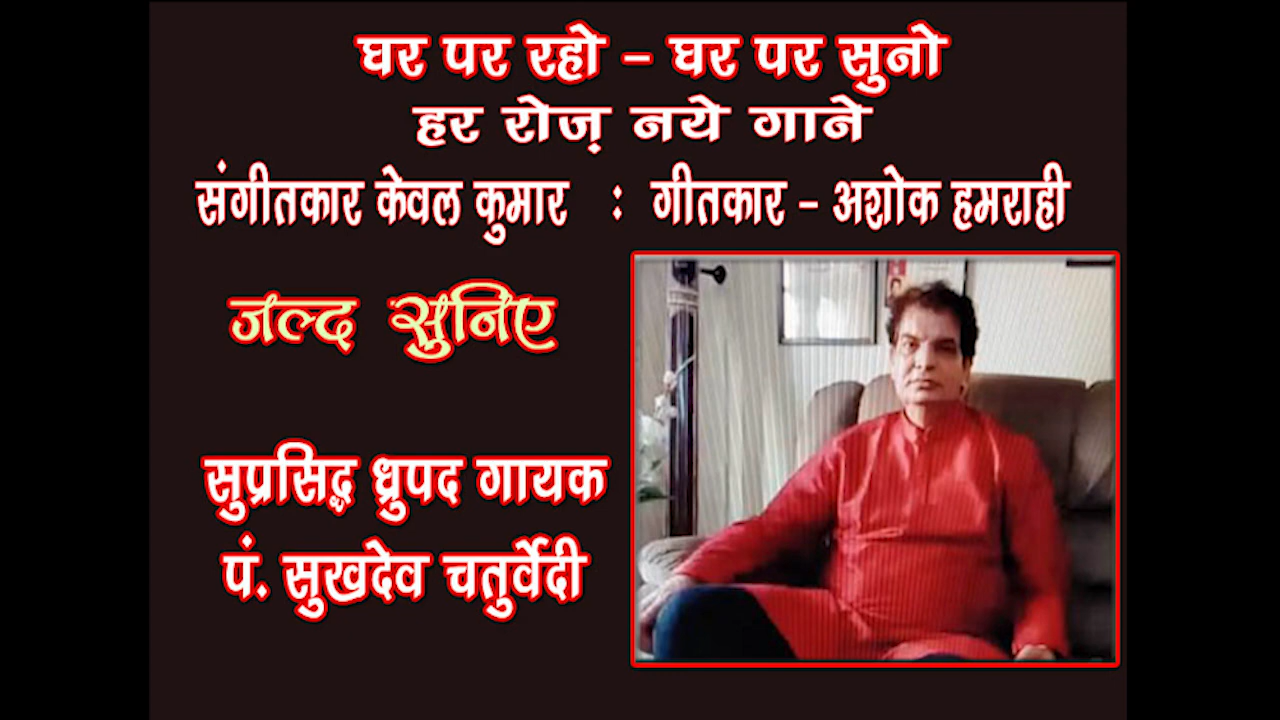 घर पर रहो - घर पर सुनो
हर रोज़ नये गाने
संगीतकार केवल कुमार : गीतकार - अशोक हमराही
जल्द सुनिए
सुप्रसिद्ध ध्रुपद गायक
पं. सुखदेव चतुर्वेदी